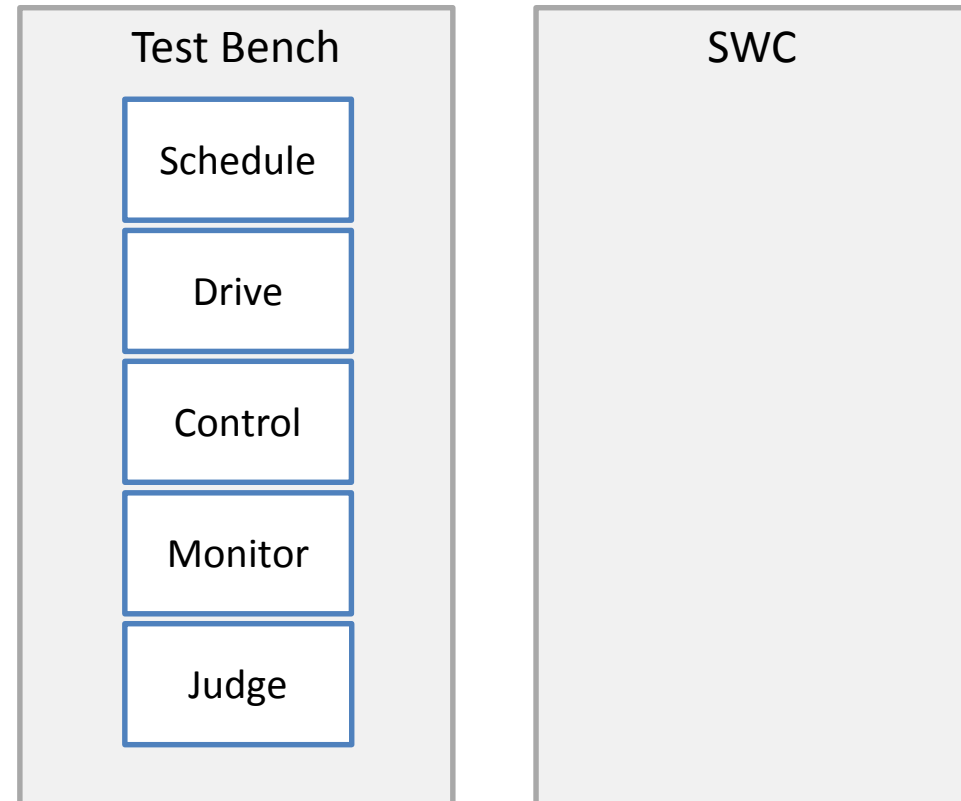 Test Bench
Schedule
Drive
Control
Monitor
Judge
SWC